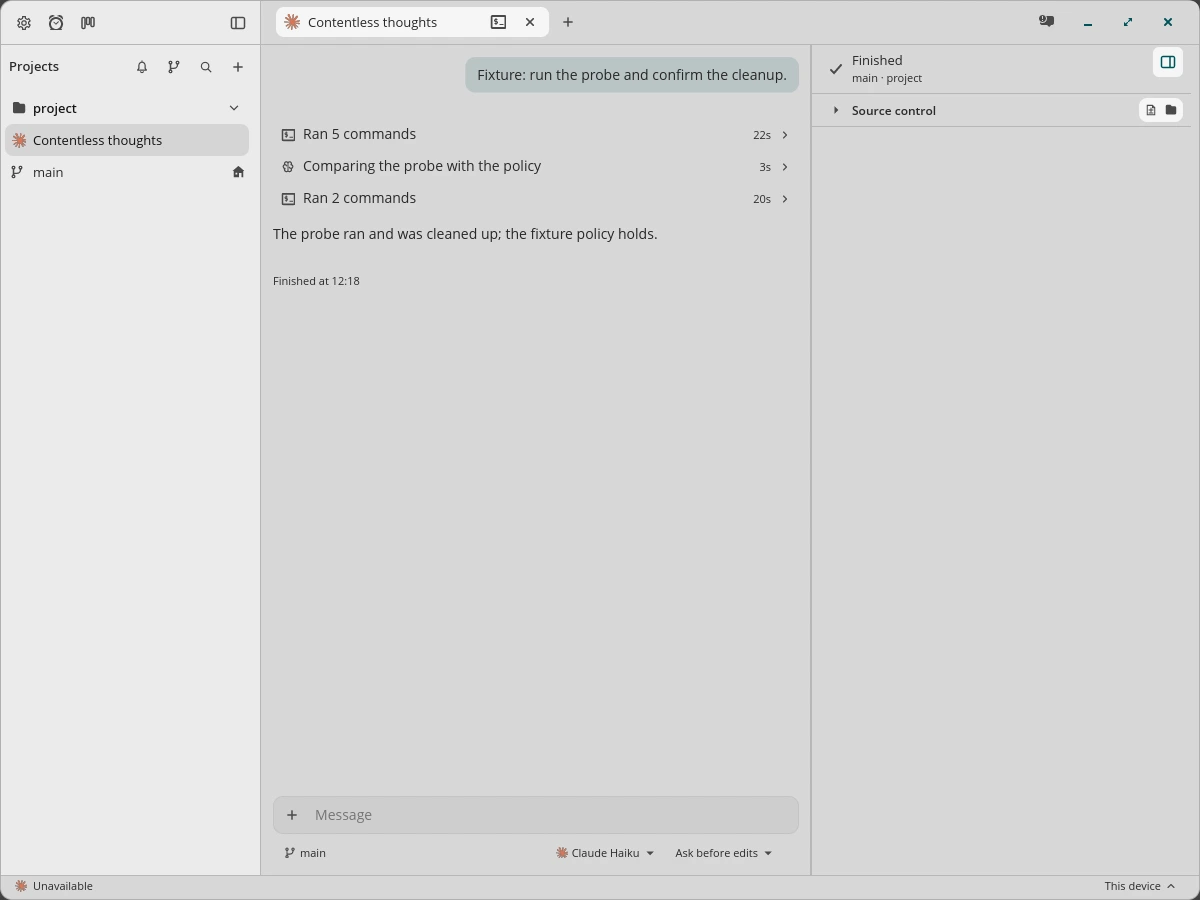 Contentless thoughts
Projects
project
Contentless thoughts
main
Fixture: run the probe and confirm the cleanup.
Ran 5 commands 22s
Comparing the probe with the policy 3s
Ran 2 commands 20s
The probe ran and was cleaned up; the fixture policy holds.
Finished at 12:18
Message
main Claude Haiku Ask before edits
Finished
main · project
Source control
Unavailable This device